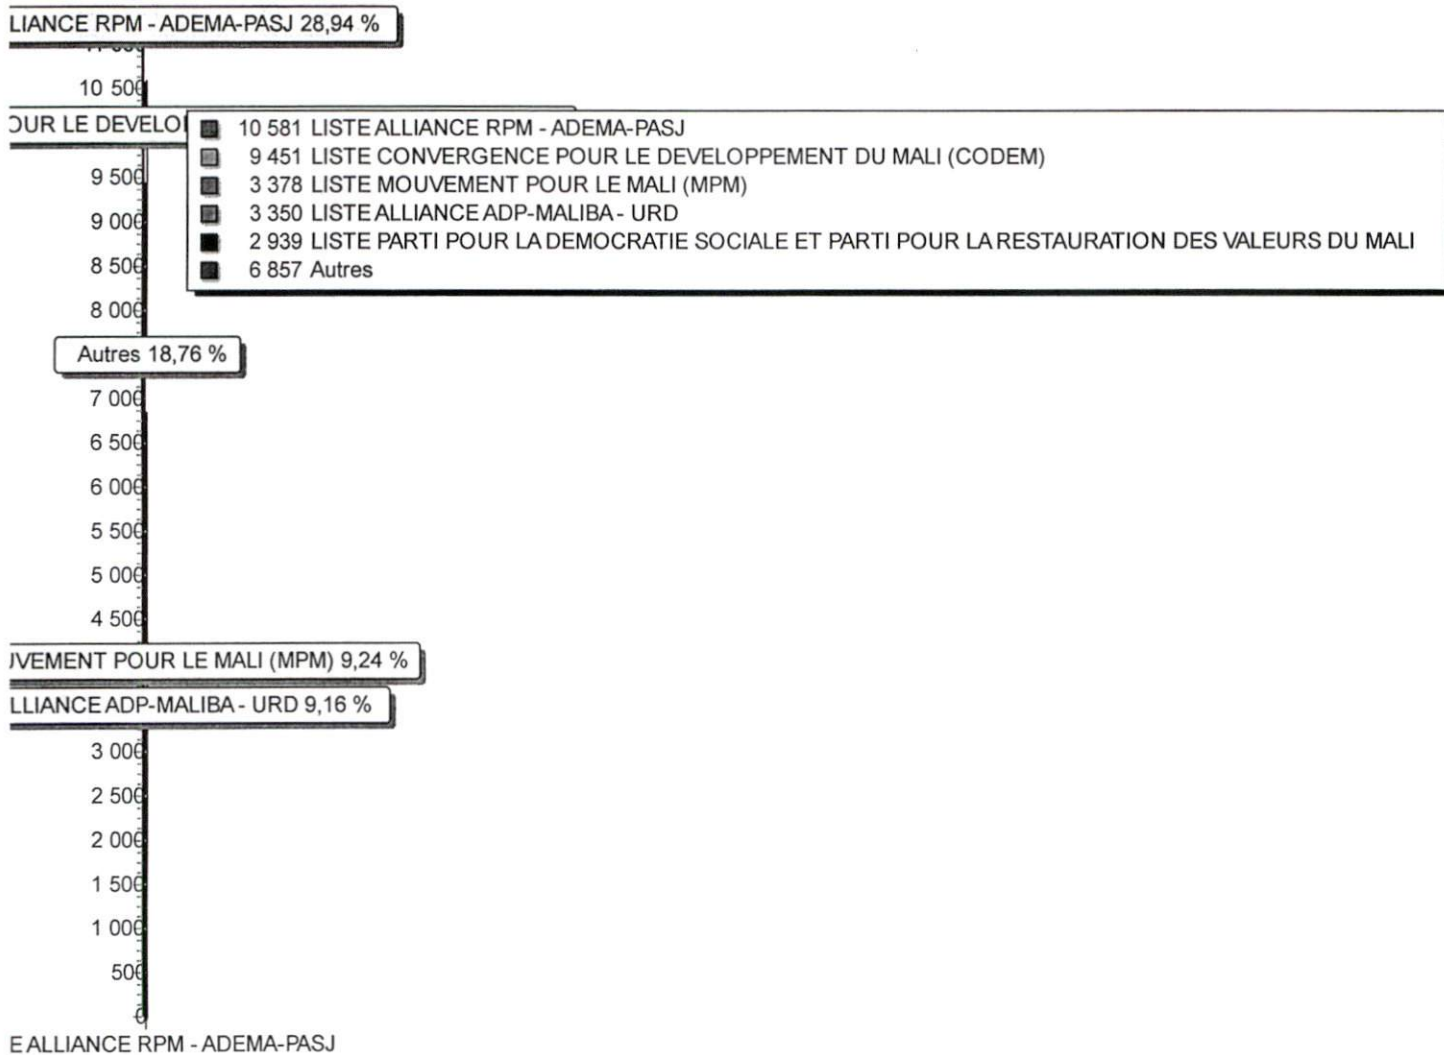 LIANCE RPM - ADEMA-PASJ 28,94 %
10 500
OUR LE DEVELO
10 581 LISTE ALLIANCE RPM - ADEMA-PASJ
9 451 LISTE CONVERGENCE POUR LE DEVELOPPEMENT DU MALI (CODEM)
3 378 LISTE MOUVEMENT POUR LE MALI (MPM)
3 350 LISTE ALLIANCE ADP-MALIBA - URD
2 939 LISTE PARTI POUR LA DEMOCRATIE SOCIALE ET PARTI POUR LA RESTAURATION DES VALEURS DU MALI
6 857 Autres
9 500
9 000
8 500
8 000
Autres 18,76 %
7 000
6 500
6 000
5 500
5 000
4 500
UVEMENT POUR LE MALI (MPM) 9,24 %
LLIANCE ADP-MALIBA - URD 9,16 %
3 000
2 500
2 000
1 500
1 000
500
0
E ALLIANCE RPM - ADEMA-PASJ